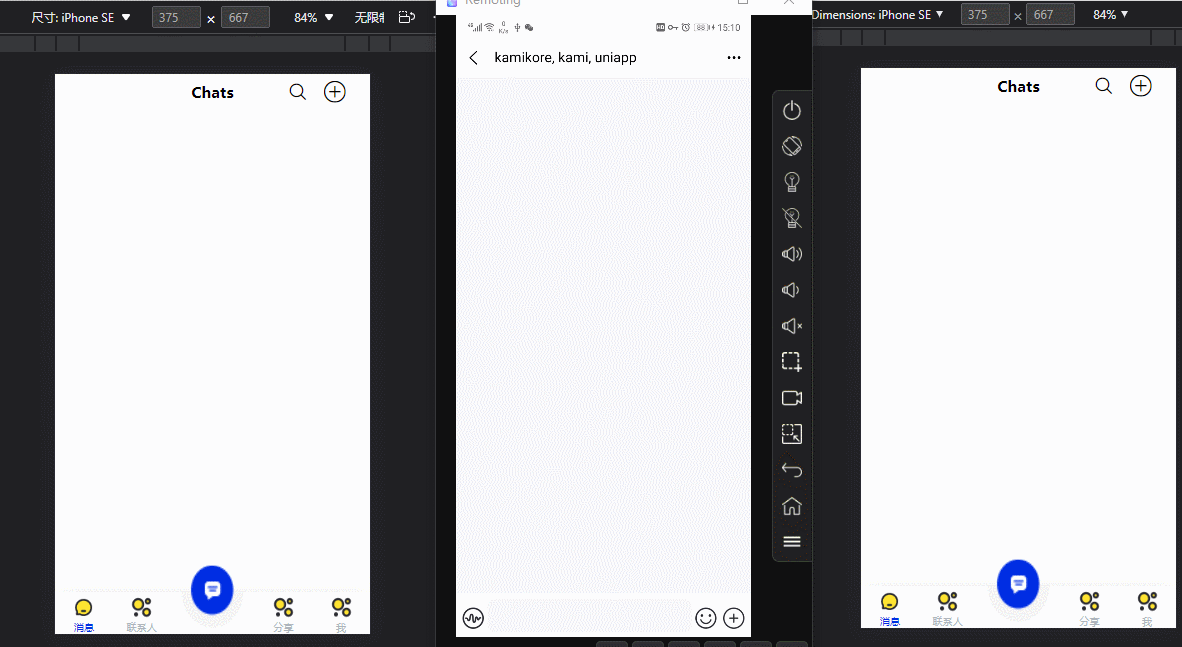 尺寸: iPhone SE ▼ 375 × 667 84% ▼ 无限制
Chats
消息 联系人 分享 我
Remoting
15:10
kamikore, kami, uniapp
Dimensions: iPhone SE ▼ 375 × 667 84% ▼
Chats
消息 联系人 分享 我